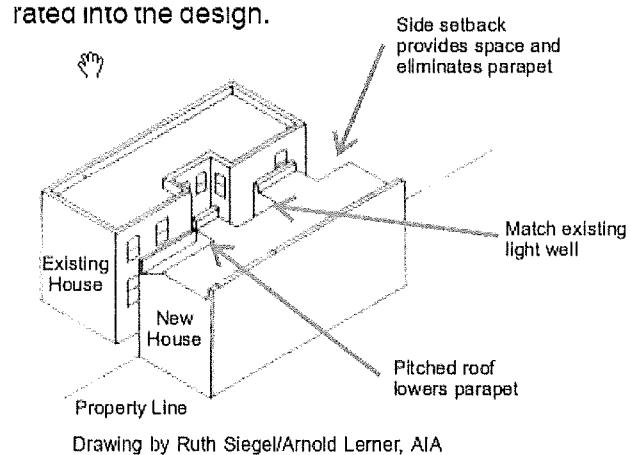 rated into the design.
Side setback
provides space and
eliminates parapet
Match existing
light well
Existing
House
New
House
Pitched roof
lowers parapet
Property Line
Drawing by Ruth Siegel/Arnold Lerner, AIA